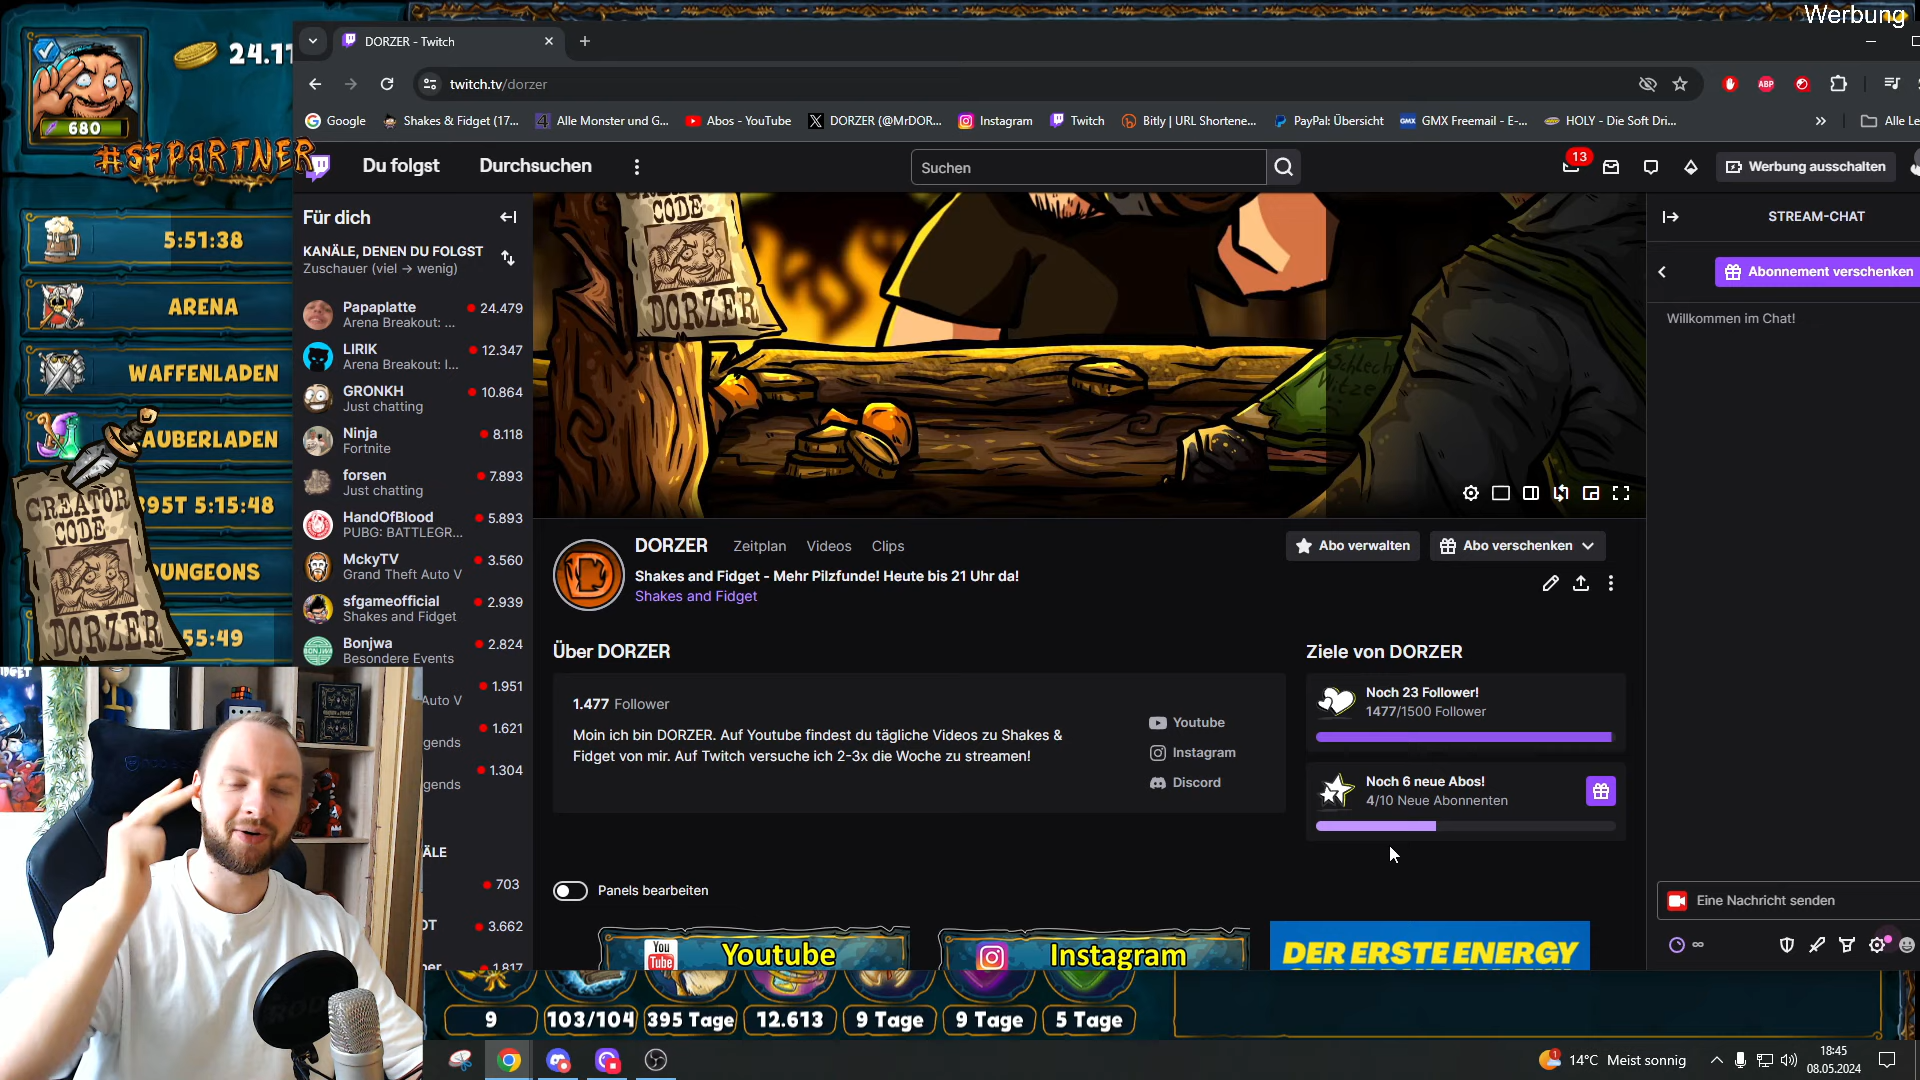 Werbung
24.11
680
#SFPARTNER
5:51:38
ARENA
WAFFENLADEN
AUBERLADEN
395T 5:15:48
UNGEONS
55:49
CREATOR
CODE
DORZER
DORZER - Twitch
twitch.tv/dorzer
Google
Shakes & Fidget (17...
Alle Monster und G...
Abos - YouTube
DORZER (@MrDOR...
Instagram
Twitch
Bitly | URL Shortene...
PayPal: Übersicht
GMX Freemail - E-...
HOLY - Die Soft Dri...
Alle Le
Du folgst
Durchsuchen
Suchen
13
Werbung ausschalten
Für dich
KANÄLE, DENEN DU FOLGST
Zuschauer (viel → wenig)
Papaplatte
24.479
Arena Breakout: ...
LIRIK
12.347
Arena Breakout: I...
GRONKH
10.864
Just chatting
Ninja
8.118
Fortnite
forsen
7.893
Just chatting
HandOfBlood
5.893
PUBG: BATTLEGR...
MckyTV
3.560
Grand Theft Auto V
sfgameofficial
2.939
Shakes and Fidget
Bonjwa
2.824
Besondere Events
1.951
Auto V
1.621
gends
1.304
gends
ÄLE
703
OT
3.662
ner
1.817
CODE
DORZER
Schlech
Witze
STREAM-CHAT
Abonnement verschenken
Willkommen im Chat!
DORZER
Zeitplan
Videos
Clips
Abo verwalten
Abo verschenken
Shakes and Fidget - Mehr Pilzfunde! Heute bis 21 Uhr da!
Shakes and Fidget
Über DORZER
1.477 Follower
Moin ich bin DORZER. Auf Youtube findest du tägliche Videos zu Shakes &
Fidget von mir. Auf Twitch versuche ich 2-3x die Woche zu streamen!
Youtube
Instagram
Discord
Ziele von DORZER
Noch 23 Follower!
1477/1500 Follower
Noch 6 neue Abos!
4/10 Neue Abonnenten
Panels bearbeiten
You
Tube
Youtube
Instagram
DER ERSTE ENERGY
Eine Nachricht senden
9
103/104
395 Tage
12.613
9 Tage
9 Tage
5 Tage
14°C Meist sonnig
18:45
08.05.2024